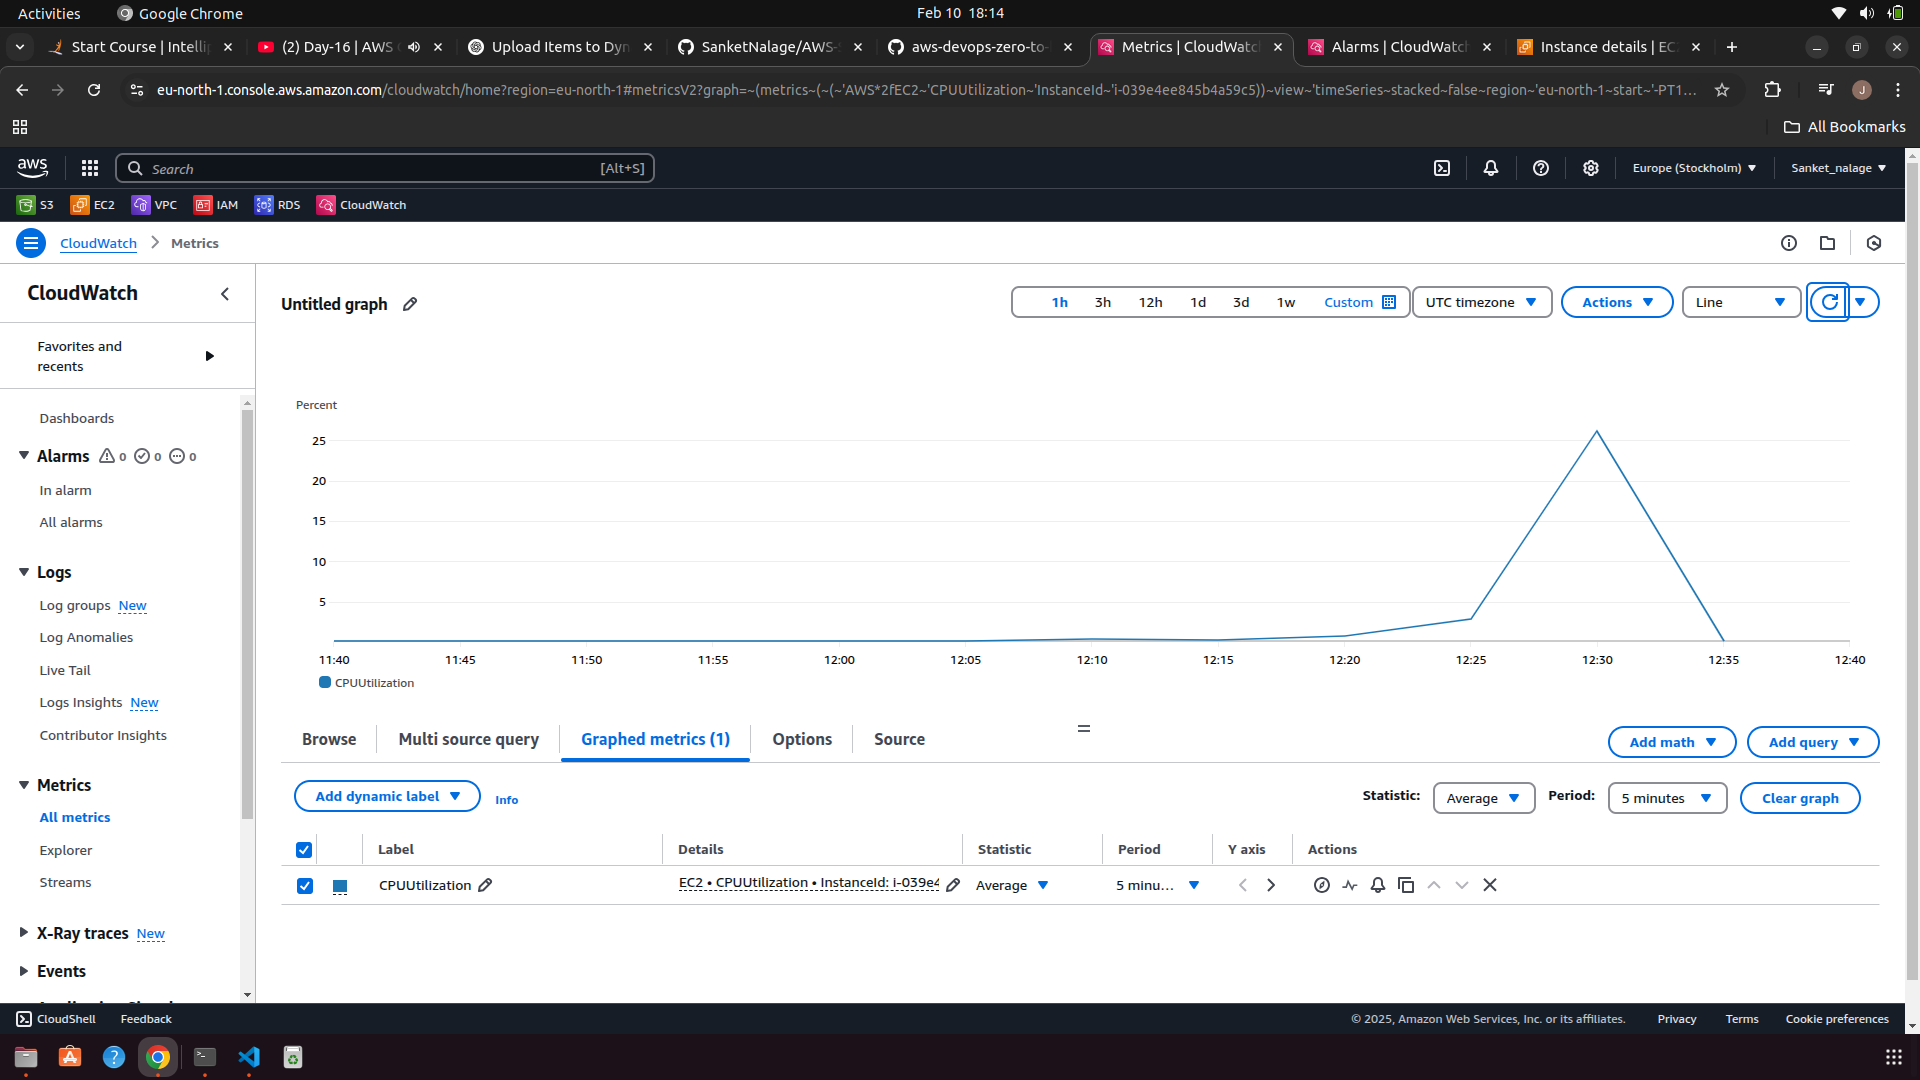 Activities Google Chrome Feb 10 18:14
Start Course | Intelli (2) Day-16 | AWS Upload Items to Dyn SanketNalage/AWS- aws-devops-zero-to- Metrics | CloudWatch Alarms | CloudWatch Instance details | EC
eu-north-1.console.aws.amazon.com/cloudwatch/home?region=eu-north-1#metricsV2?graph=~(metrics~(~(~'AWS*2fEC2~'CPUUtilization~'InstanceId~'i-039e4ee845b4a59c5))~view~'timeSeries~stacked~false~region~'eu-north-1~start~'-PT1...
All Bookmarks
aws Search [Alt+S] Europe (Stockholm) Sanket_nalage
S3 EC2 VPC IAM RDS CloudWatch
CloudWatch Metrics
CloudWatch
Favorites and
recents
Dashboards
Alarms 0 0 0
In alarm
All alarms
Logs
Log groups New
Log Anomalies
Live Tail
Logs Insights New
Contributor Insights
Metrics
All metrics
Explorer
Streams
X-Ray traces New
Events
Untitled graph
1h 3h 12h 1d 3d 1w Custom UTC timezone Actions Line
Percent
25
20
15
10
5
11:40 11:45 11:50 11:55 12:00 12:05 12:10 12:15 12:20 12:25 12:30 12:35 12:40
CPUUtilization
Browse Multi source query Graphed metrics (1) Options Source Add math Add query
Add dynamic label Info Statistic: Average Period: 5 minutes Clear graph
Label Details Statistic Period Y axis Actions
CPUUtilization EC2 • CPUUtilization • InstanceId: i-039e4 Average 5 minu...
CloudShell Feedback © 2025, Amazon Web Services, Inc. or its affiliates. Privacy Terms Cookie preferences